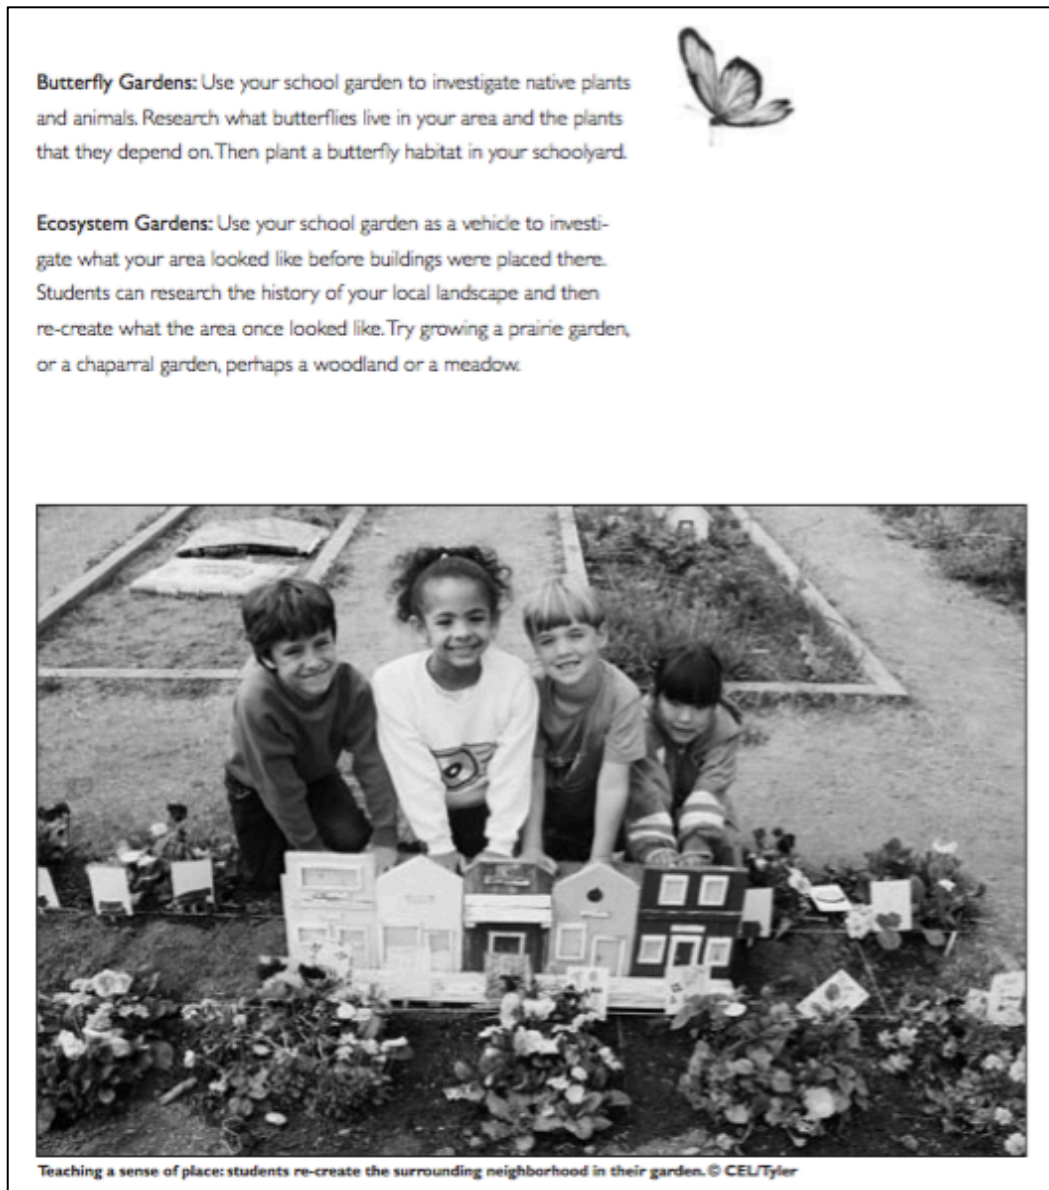 Butterfly Gardens: Use your school garden to investigate native plants
and animals. Research what butterflies live in your area and the plants
that they depend on. Then plant a butterfly habitat in your schoolyard.
Ecosystem Gardens: Use your school garden as a vehicle to investi-
gate what your area looked like before buildings were placed there.
Students can research the history of your local landscape and then
re-create what the area once looked like. Try growing a prairie garden,
or a chaparral garden, perhaps a woodland or a meadow.
Teaching a sense of place: students re-create the surrounding neighborhood in their garden. © CEL/Tyler